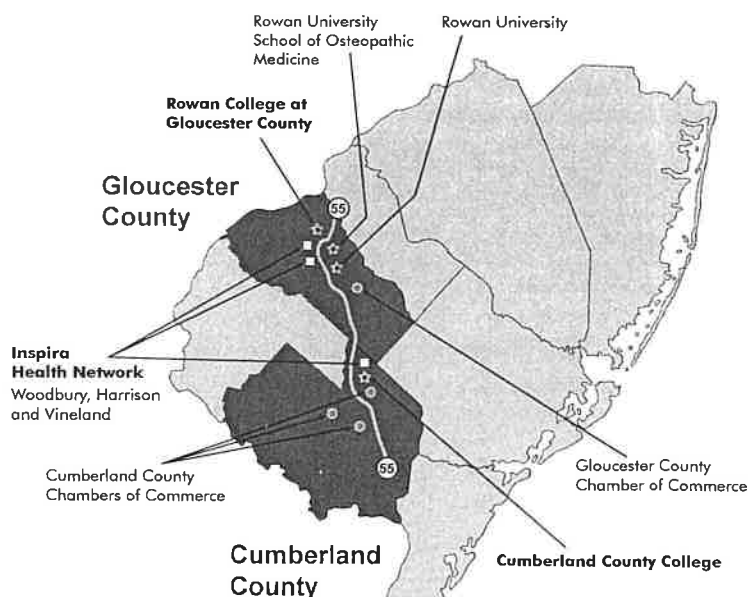 Rowan University
School of Osteopathic
Medicine
Rowan University
Rowan College at
Gloucester County
Gloucester
County
55
Inspira
Health Network
Woodbury, Harrison
and Vineland
Cumberland County
Chambers of Commerce
55
Gloucester County
Chamber of Commerce
Cumberland County College
Cumberland
County